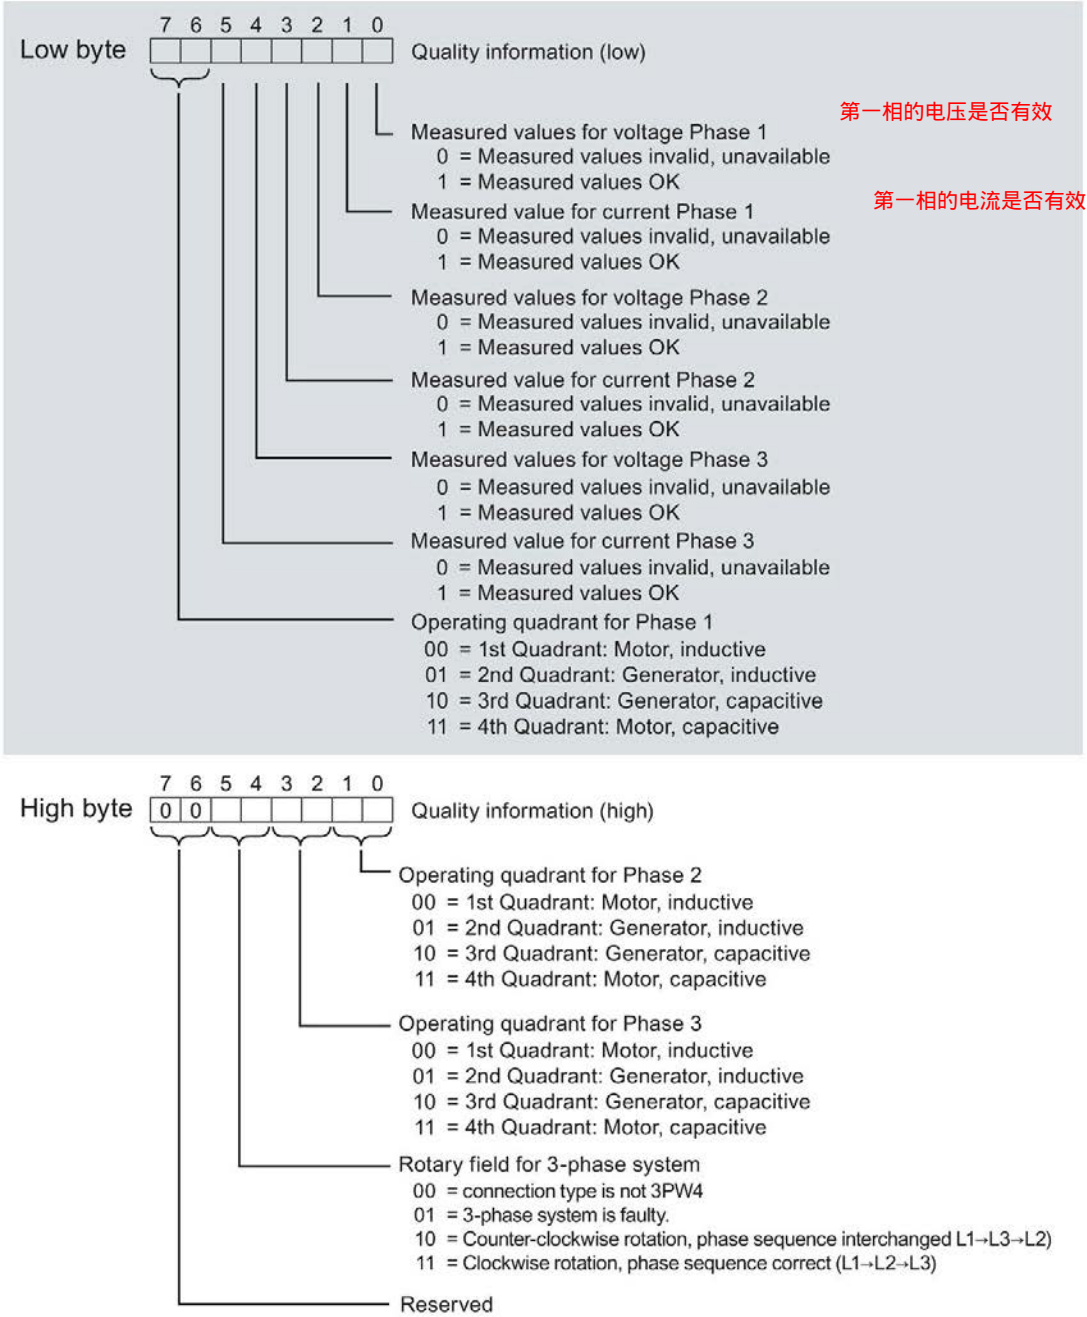 7 6 5 4 3 2 1 0
Low byte Quality information (low)
第一相的电压是否有效
Measured values for voltage Phase 1
0 = Measured values invalid, unavailable
1 = Measured values OK
第一相的电流是否有效
Measured value for current Phase 1
0 = Measured values invalid, unavailable
1 = Measured values OK
Measured values for voltage Phase 2
0 = Measured values invalid, unavailable
1 = Measured values OK
Measured value for current Phase 2
0 = Measured values invalid, unavailable
1 = Measured values OK
Measured values for voltage Phase 3
0 = Measured values invalid, unavailable
1 = Measured values OK
Measured value for current Phase 3
0 = Measured values invalid, unavailable
1 = Measured values OK
Operating quadrant for Phase 1
00 = 1st Quadrant: Motor, inductive
01 = 2nd Quadrant: Generator, inductive
10 = 3rd Quadrant: Generator, capacitive
11 = 4th Quadrant: Motor, capacitive
7 6 5 4 3 2 1 0
High byte 0 0 Quality information (high)
Operating quadrant for Phase 2
00 = 1st Quadrant: Motor, inductive
01 = 2nd Quadrant: Generator, inductive
10 = 3rd Quadrant: Generator, capacitive
11 = 4th Quadrant: Motor, capacitive
Operating quadrant for Phase 3
00 = 1st Quadrant: Motor, inductive
01 = 2nd Quadrant: Generator, inductive
10 = 3rd Quadrant: Generator, capacitive
11 = 4th Quadrant: Motor, capacitive
Rotary field for 3-phase system
00 = connection type is not 3PW4
01 = 3-phase system is faulty.
10 = Counter-clockwise rotation, phase sequence interchanged L1→L3→L2)
11 = Clockwise rotation, phase sequence correct (L1→L2→L3)
Reserved